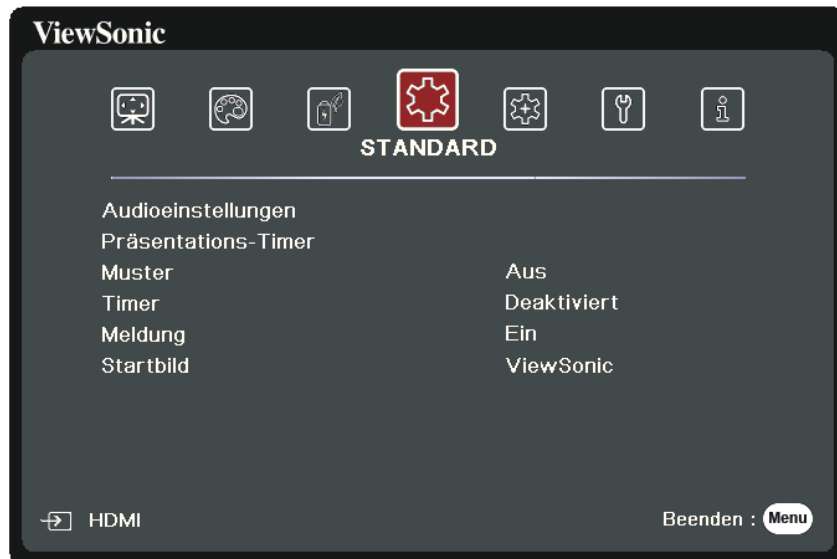 ViewSonic
STANDARD
Audioeinstellungen
Präsentations-Timer
Muster Aus
Timer Deaktiviert
Meldung Ein
Startbild ViewSonic
HDMI Beenden : Menu